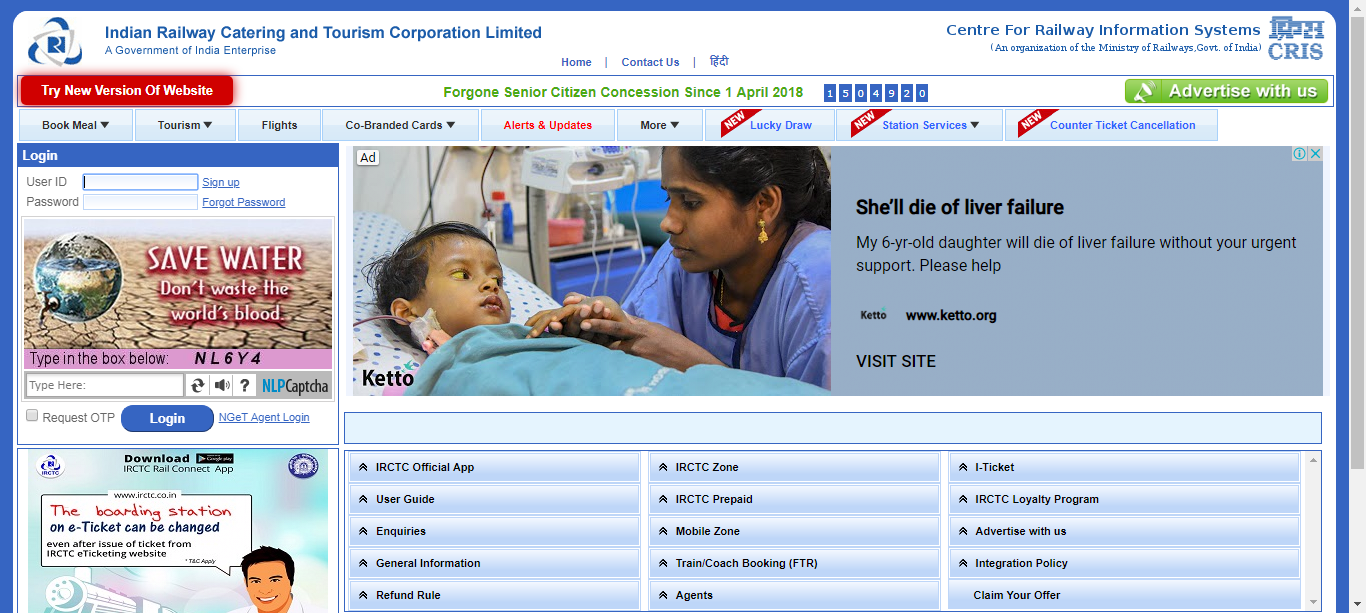 Indian Railway Catering and Tourism Corporation Limited
A Government of India Enterprise
Centre For Railway Information Systems
(An organization of the Ministry of Railways,Govt. of India)
CRIS
Home | Contact Us | हिंदी
Try New Version Of Website
Forgone Senior Citizen Concession Since 1 April 2018 1 5 0 4 9 2 0
Advertise with us
Book Meal Tourism Flights Co-Branded Cards Alerts & Updates More NEW Lucky Draw NEW Station Services NEW Counter Ticket Cancellation
Login
User ID Sign up
Password Forgot Password
SAVE WATER
Don't waste the
world's blood.
Type in the box below: NL6Y4
Type Here: ? NLPCaptcha
Request OTP Login NGeT Agent Login
Ad
Ketto
She'll die of liver failure
My 6-yr-old daughter will die of liver failure without your urgent
support. Please help
Ketto www.ketto.org
VISIT SITE
IRCTC
Download Google play
IRCTC Rail Connect App
www.irctc.co.in
The boarding station
on e-Ticket can be changed
even after issue of ticket from
IRCTC eTicketing website
* T&C Apply
IRCTC Official App IRCTC Zone I-Ticket
User Guide IRCTC Prepaid IRCTC Loyalty Program
Enquiries Mobile Zone Advertise with us
General Information Train/Coach Booking (FTR) Integration Policy
Refund Rule Agents Claim Your Offer